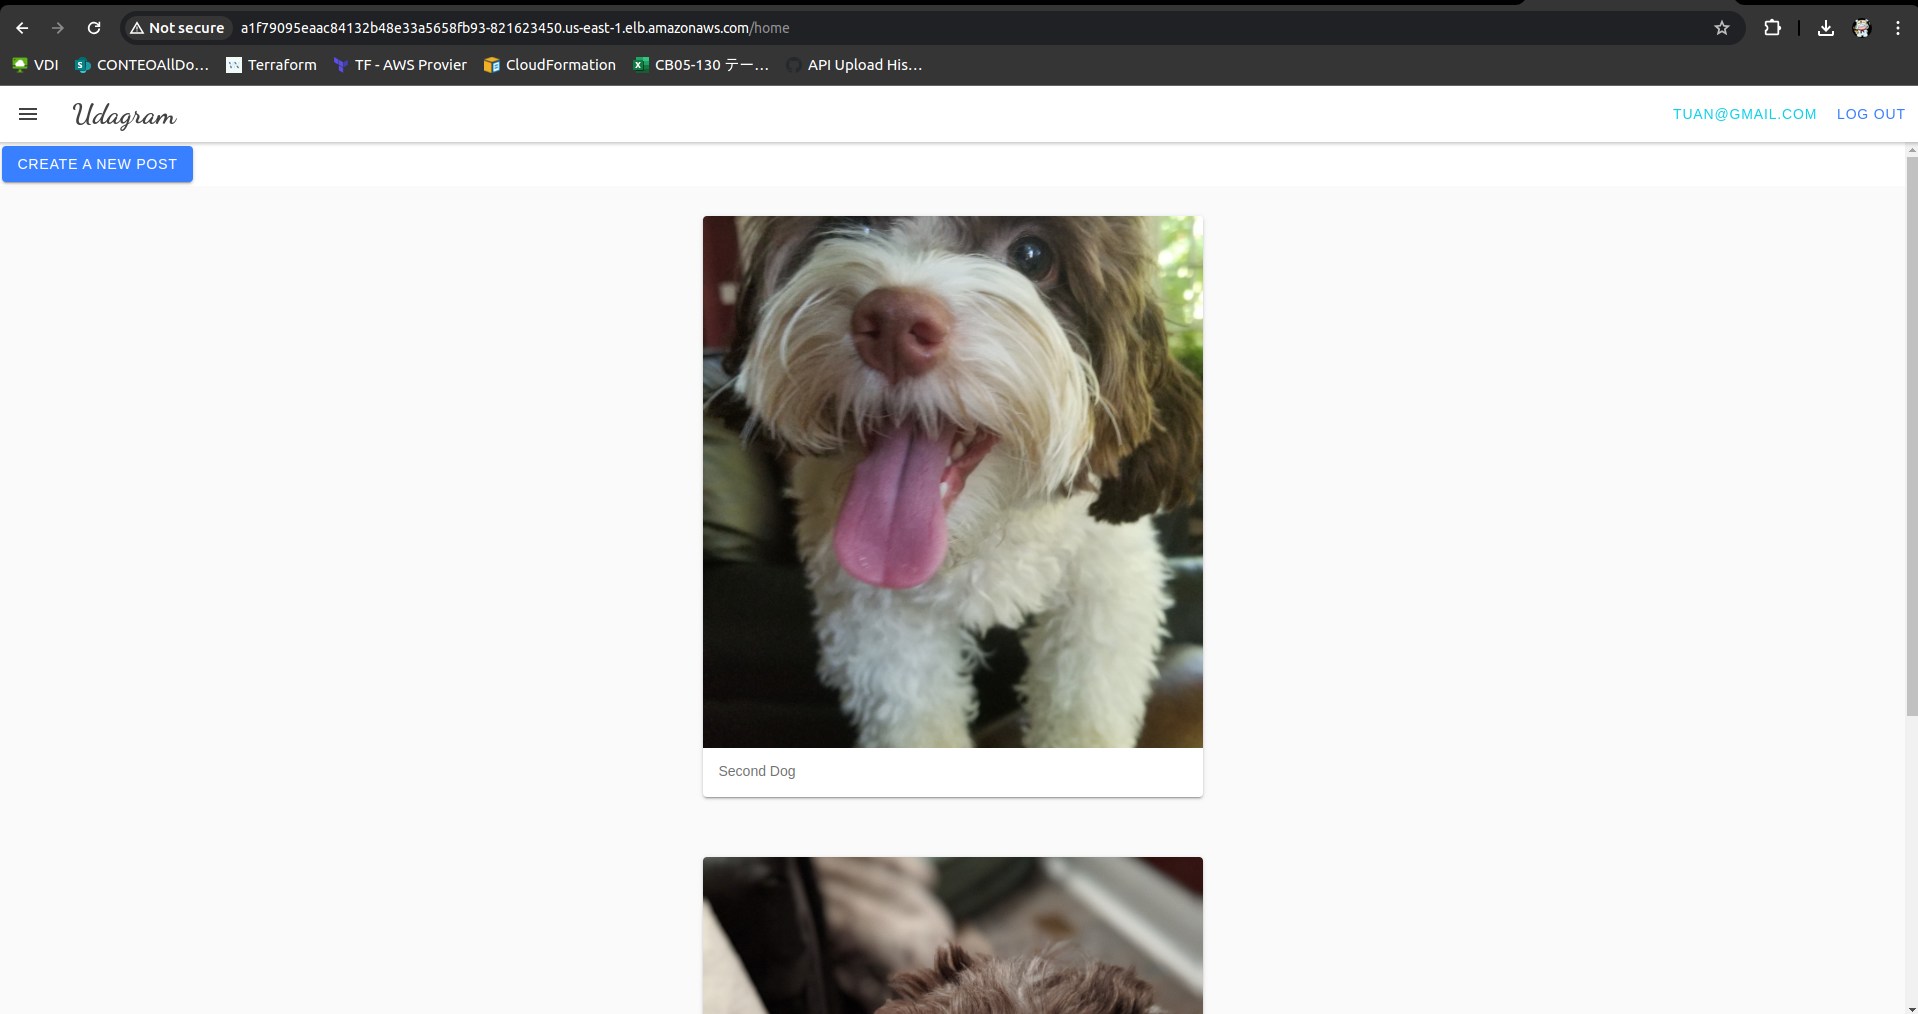 Not secure a1f79095eaac84132b48e33a5658fb93-821623450.us-east-1.elb.amazonaws.com/home
VDI CONTEOAllDo... Terraform TF - AWS Provier CloudFormation CB05-130 テー... API Upload His...
Udagram TUAN@GMAIL.COM LOG OUT
CREATE A NEW POST
Second Dog